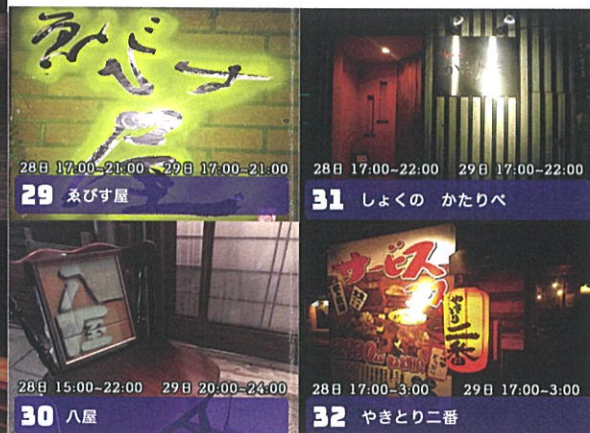 ゑびす屋
28日 17:00~21:00 29日 17:00~21:00
29 ゑびす屋
28日 17:00~22:00 29日 17:00~22:00
31 しょくの かたりべ
八屋
28日 15:00~22:00 29日 20:00~24:00
30 八屋
サービス
やきとり
二番
28日 17:00~3:00 29日 17:00~3:00
32 やきとり二番